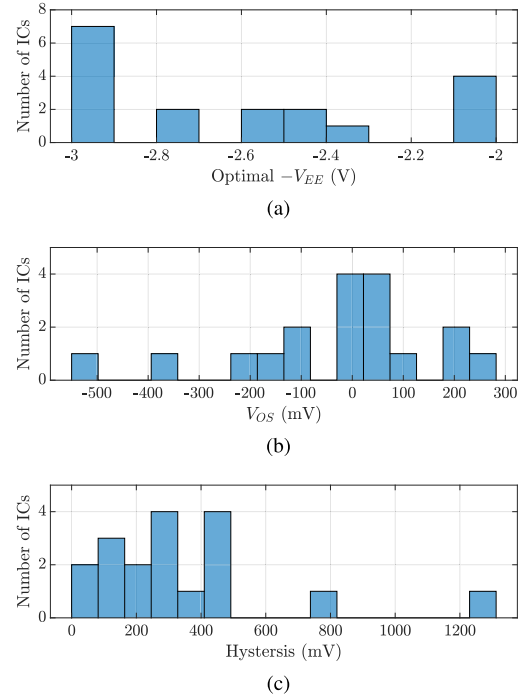 8
6
4
2
0
Number of ICs
-3 -2.8 -2.6 -2.4 -2.2 -2
Optimal −V_EE (V)
(a)
4
2
0
Number of ICs
-500 -400 -300 -200 -100 0 100 200 300
V_OS (mV)
(b)
4
2
0
Number of ICs
0 200 400 600 800 1000 1200
Hystersis (mV)
(c)